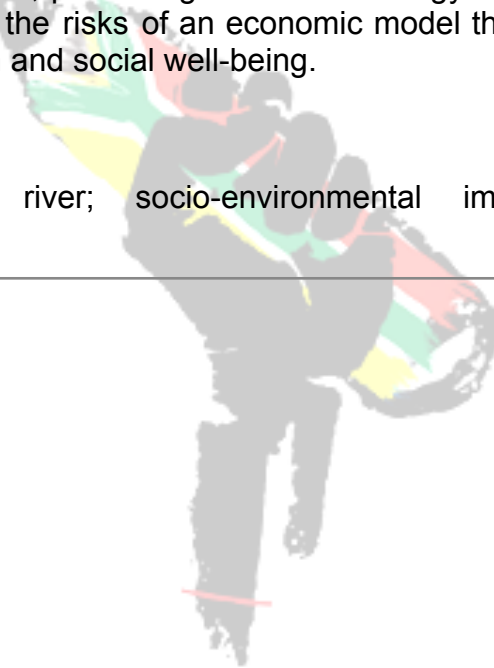 the risks of an economic model th
and social well-being.
river; socio-environmental im